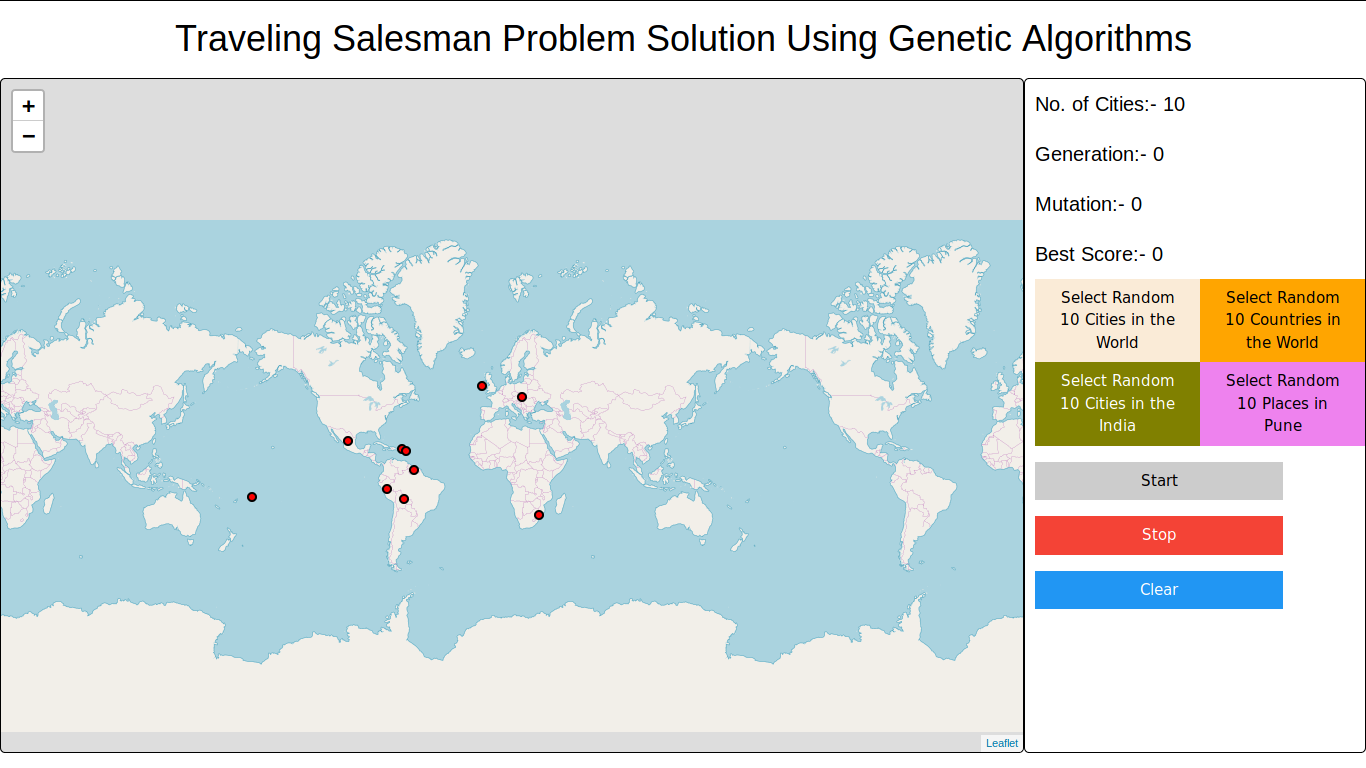 Traveling Salesman Problem Solution Using Genetic Algorithms
+
−
Leaflet
No. of Cities:- 10
Generation:- 0
Mutation:- 0
Best Score:- 0
Select Random
10 Cities in the
World
Select Random
10 Countries in
the World
Select Random
10 Cities in the
India
Select Random
10 Places in
Pune
Start
Stop
Clear